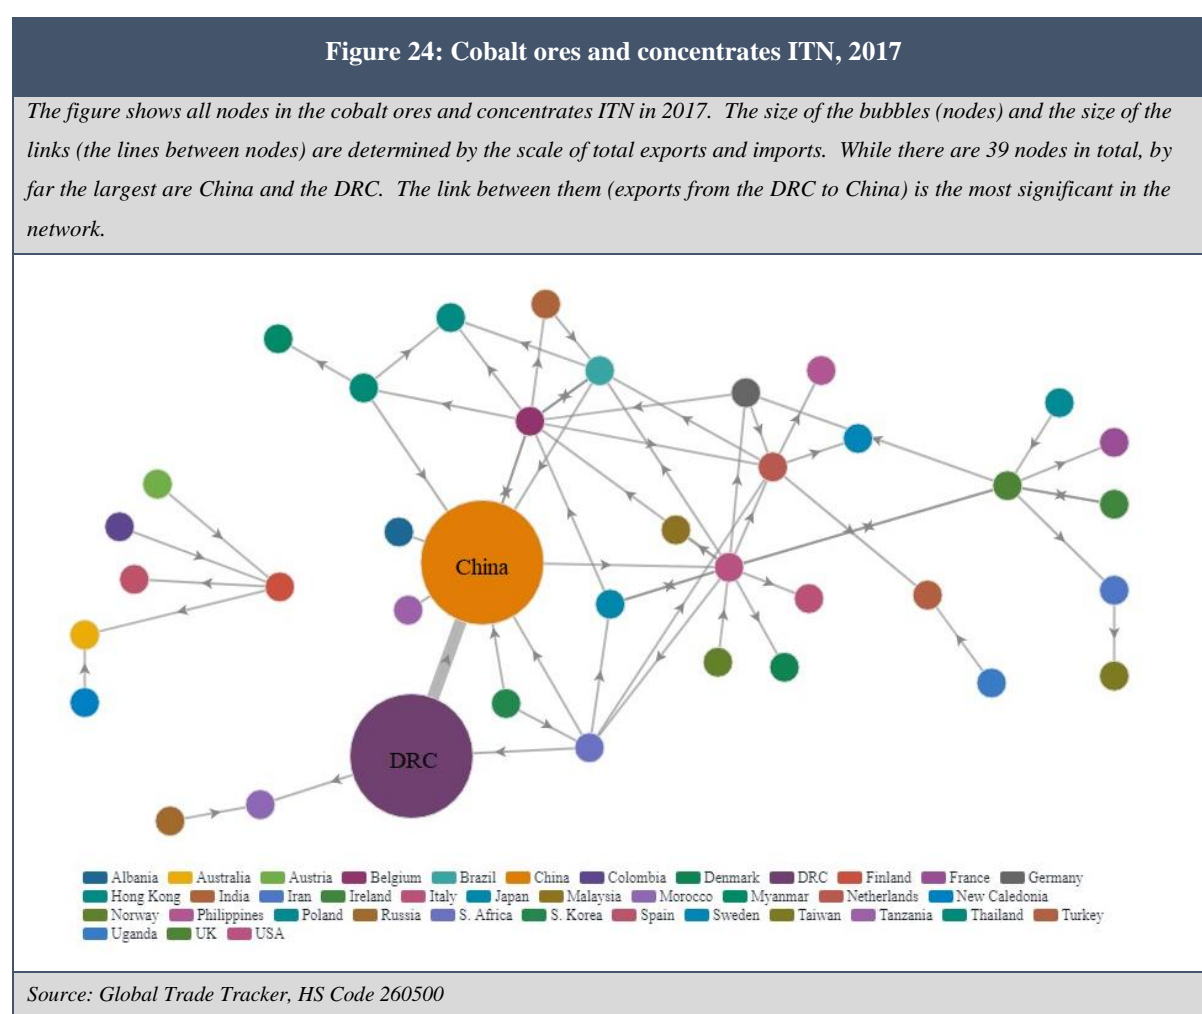 Figure 24: Cobalt ores and concentrates ITN, 2017
The figure shows all nodes in the cobalt ores and concentrates ITN in 2017. The size of the bubbles (nodes) and the size of the
links (the lines between nodes) are determined by the scale of total exports and imports. While there are 39 nodes in total, by
far the largest are China and the DRC. The link between them (exports from the DRC to China) is the most significant in the
network.
China
DRC
Albania Australia Austria Belgium Brazil China Colombia Denmark DRC Finland France Germany
Hong Kong India Iran Ireland Italy Japan Malaysia Morocco Myanmar Netherlands New Caledonia
Norway Philippines Poland Russia S. Africa S. Korea Spain Sweden Taiwan Tanzania Thailand Turkey
Uganda UK USA
Source: Global Trade Tracker, HS Code 260500